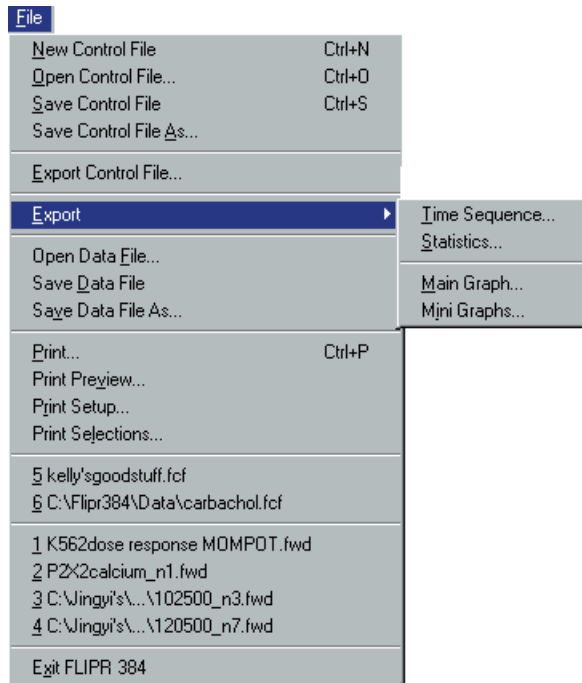 File
New Control File Ctrl+N
Open Control File... Ctrl+O
Save Control File Ctrl+S
Save Control File As...
Export Control File...
Export
Time Sequence...
Statistics...
Main Graph...
Mini Graphs...
Open Data File...
Save Data File
Save Data File As...
Print... Ctrl+P
Print Preview...
Print Setup...
Print Selections...
5 kelly'sgoodstuff.fcf
6 C:\Flipr384\Data\carbachol.fcf
1 K562dose response MOMPOT.fwd
2 P2X2calcium_n1.fwd
3 C:\Jingyi's\...\102500_n3.fwd
4 C:\Jingyi's\...\120500_n7.fwd
Exit FLIPR 384